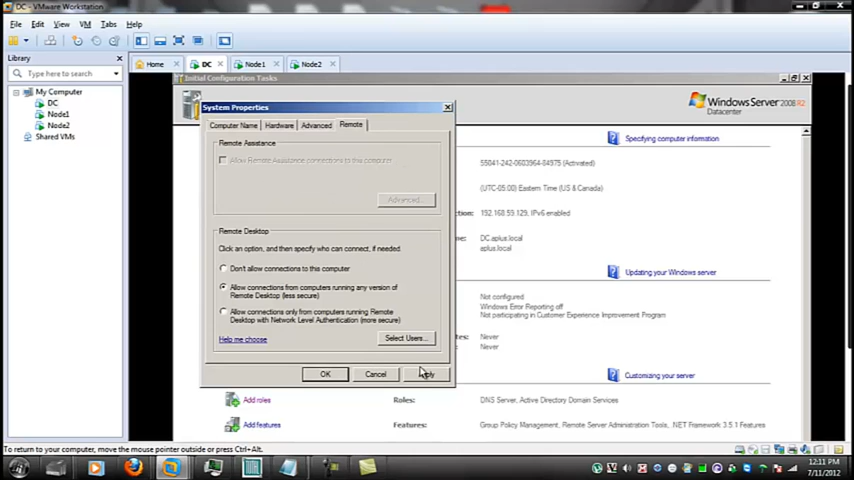 DC - VMware Workstation
12:11 PM
File Edit View VM Tabs Help
Library
Type here to search
My Computer
DC
Node1
Node2
Shared VMs
Home DC Node1 Node2
Initial Configuration Tasks
Windows Server 2008 R2
Datacenter
System Properties
Computer Name Hardware Advanced Remote
Remote Assistance
Allow Remote Assistance connections to this computer
Advanced...
Remote Desktop
Click an option, and then specify who can connect, if needed.
Don't allow connections to this computer
Allow connections from computers running any version of
Remote Desktop (less secure)
Allow connections only from computers running Remote
Desktop with Network Level Authentication (more secure)
Help me choose
Select Users...
OK Cancel
Specifying computer information
55041-242-0603964-84975 (Activated)
(UTC-05:00) Eastern Time (US & Canada)
192.168.59.129, IPv6 enabled
DC.aplus.local
aplus.local
Updating your Windows server
Not configured
Windows Error Reporting off
Not participating in Customer Experience Improvement Program
Never
Never
Customizing your server
Add roles Roles: DNS Server, Active Directory Domain Services
Add features Features: Group Policy Management, Remote Server Administration Tools, .NET Framework 3.5.1 Features
To return to your computer, move the mouse pointer outside or press Ctrl+Alt.
12:11 PM
7/11/2012